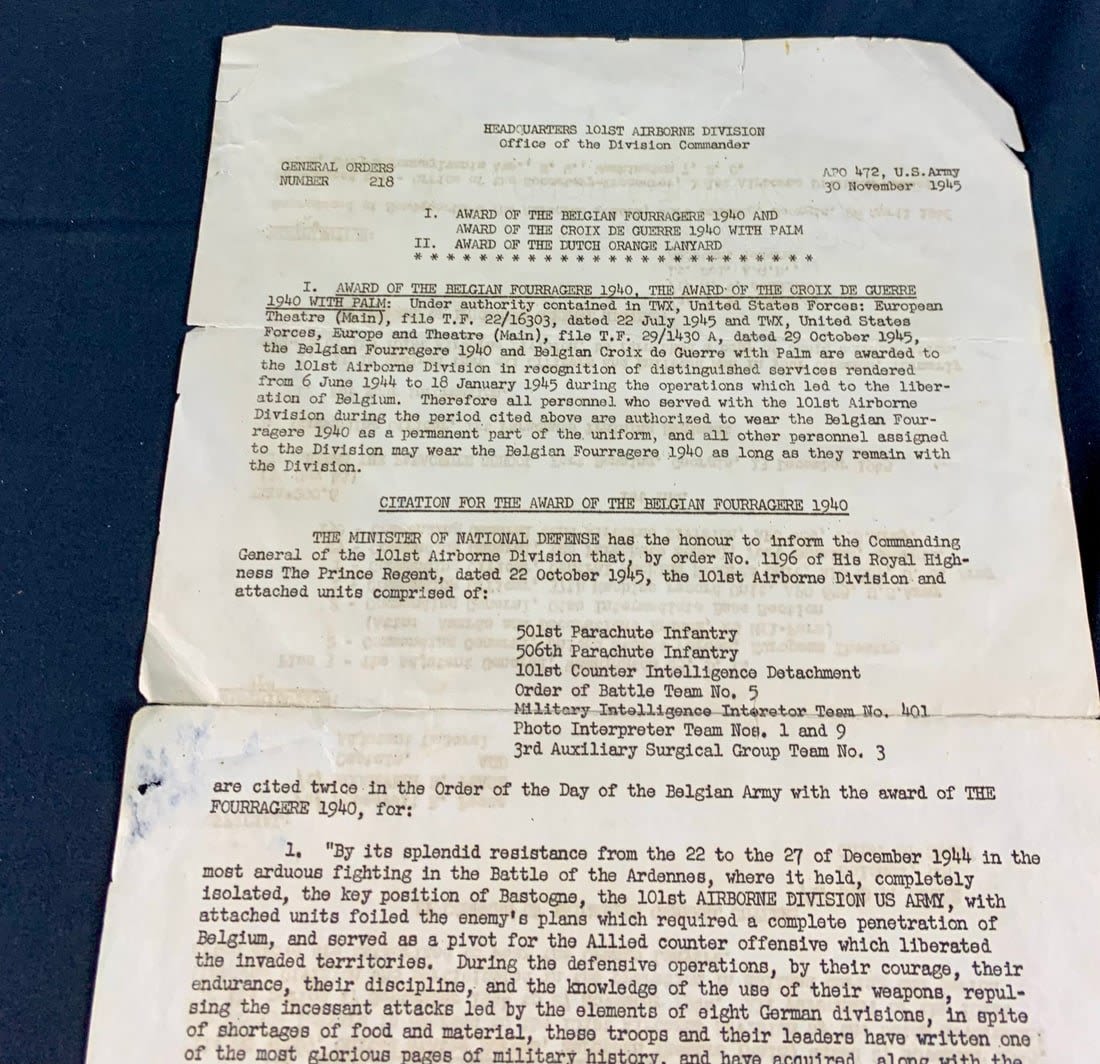 HEADQUARTERS 101ST AIRBORNE DIVISION
Office of the Division Commander
GENERAL ORDERS
NUMBER 218
APO 472, U.S.Army
30 November 1945
I. AWARD OF THE BELGIAN FOURRAGERE 1940 AND
AWARD OF THE CROIX DE GUERRE 1940 WITH PALM
II. AWARD OF THE DUTCH ORANGE LANYARD
* * * * * * * * * * * * * * * * * * * * * * * * *
I. AWARD OF THE BELGIAN FOURRAGERE 1940, THE AWARD OF THE CROIX DE GUERRE
1940 WITH PALM: Under authority contained in TWX, United States Forces: European
Theatre (Main), file T.F. 22/16303, dated 22 July 1945 and TWX, United States
Forces, Europe and Theatre (Main), file T.F. 29/1430 A, dated 29 October 1945,
the Belgian Fourragere 1940 and Belgian Croix de Guerre with Palm are awarded to
the 101st Airborne Division in recognition of distinguished services rendered
from 6 June 1944 to 18 January 1945 during the operations which led to the liber-
ation of Belgium. Therefore all personnel who served with the 101st Airborne
Division during the period cited above are authorized to wear the Belgian Four-
ragere 1940 as a permanent part of the uniform, and all other personnel assigned
to the Division may wear the Belgian Fourragere 1940 as long as they remain with
the Division.
CITATION FOR THE AWARD OF THE BELGIAN FOURRAGERE 1940
THE MINISTER OF NATIONAL DEFENSE has the honour to inform the Commanding
General of the 101st Airborne Division that, by order No. 1196 of His Royal High-
ness The Prince Regent, dated 22 October 1945, the 101st Airborne Division and
attached units comprised of:
501st Parachute Infantry
506th Parachute Infantry
101st Counter Intelligence Detachment
Order of Battle Team No. 5
Military Intelligence Interetor Team No. 401
Photo Interpreter Team Nos. 1 and 9
3rd Auxiliary Surgical Group Team No. 3
are cited twice in the Order of the Day of the Belgian Army with the award of THE
FOURRAGERE 1940, for:
1. "By its splendid resistance from the 22 to the 27 of December 1944 in the
most arduous fighting in the Battle of the Ardennes, where it held, completely
isolated, the key position of Bastogne, the 101st AIRBORNE DIVISION US ARMY, with
attached units foiled the enemy's plans which required a complete penetration of
Belgium, and served as a pivot for the Allied counter offensive which liberated
the invaded territories. During the defensive operations, by their courage, their
endurance, their discipline, and the knowledge of the use of their weapons, repul-
sing the incessant attacks led by the elements of eight German divisions, in spite
of shortages of food and material, these troops and their leaders have written one
of the most glorious pages of military history, and have acquired, along with the